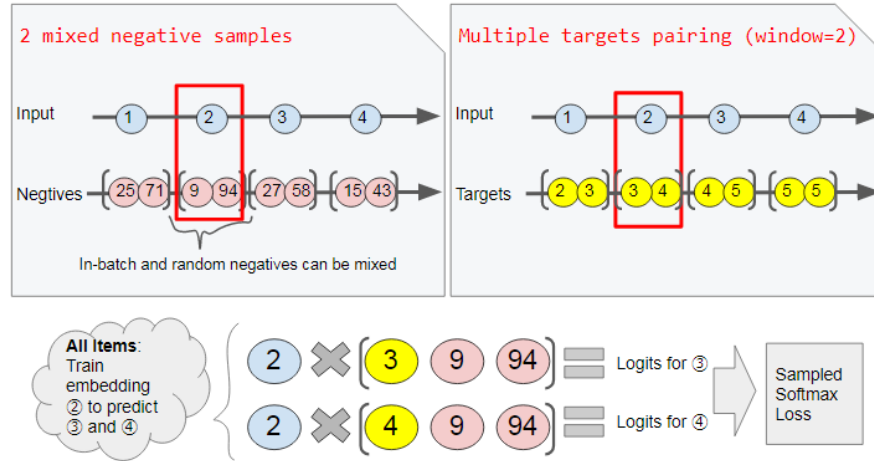 2 mixed negative samples
Input 1 2 3 4
Negtives 25 71 9 94 27 58 15 43
In-batch and random negatives can be mixed
Multiple targets pairing (window=2)
Input 1 2 3 4
Targets 2 3 3 4 4 5 5 5
All Items:
Train
embedding
② to predict
③ and ④
2 3 9 94 Logits for ③
2 4 9 94 Logits for ④
Sampled
Softmax
Loss